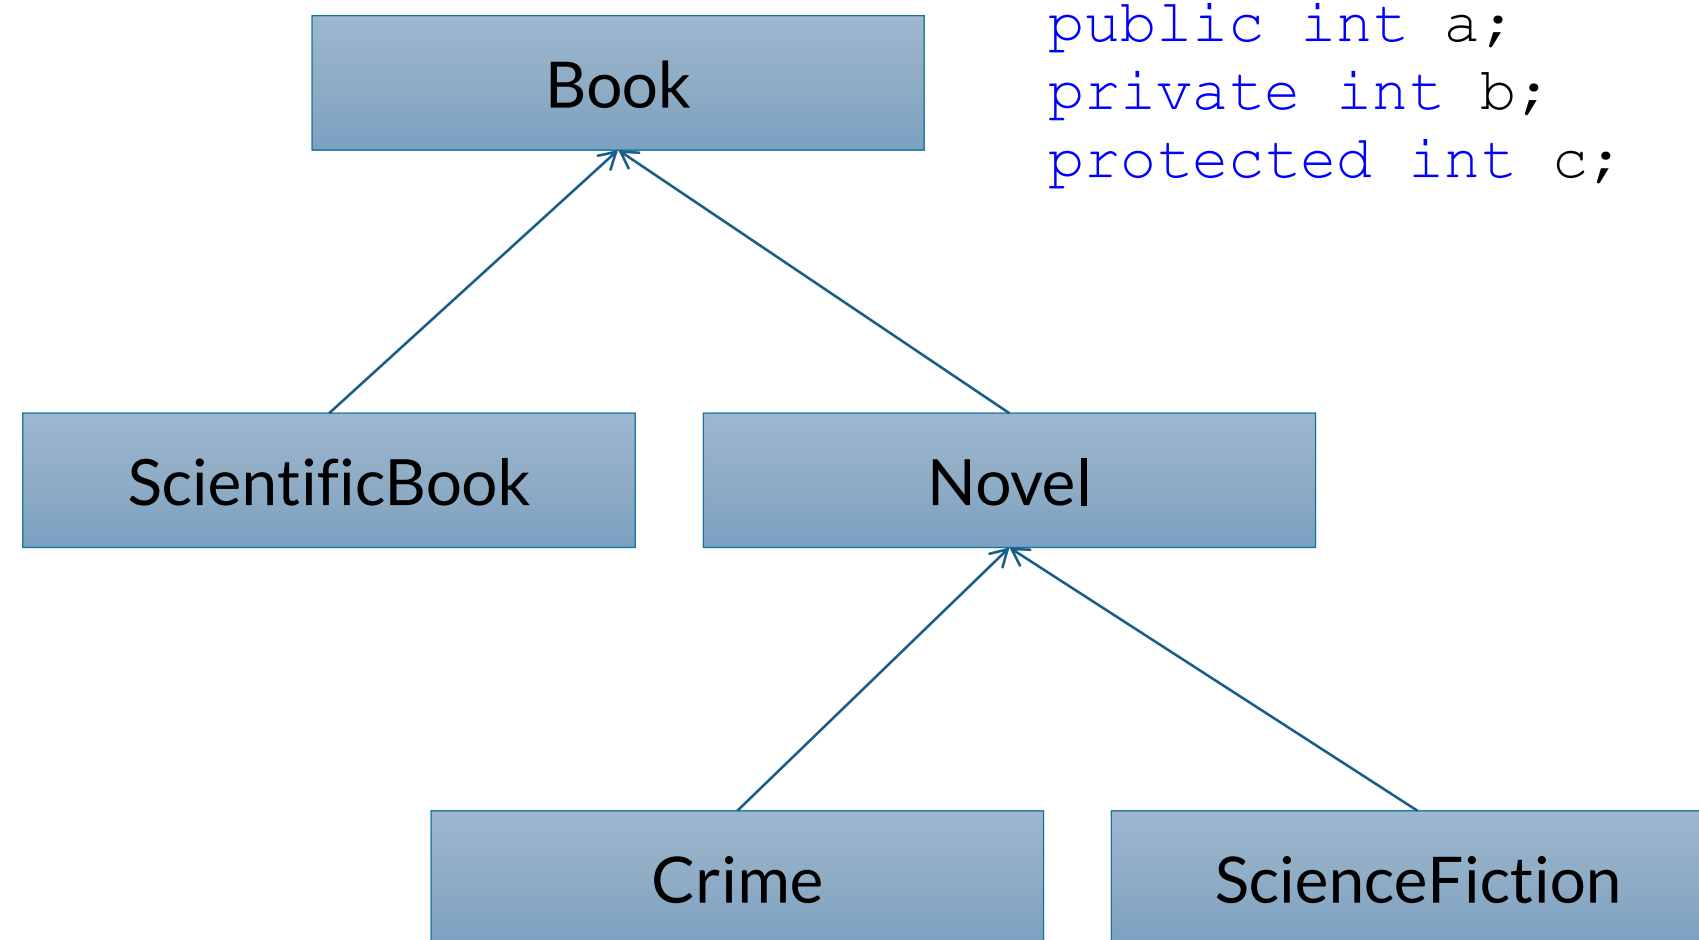 Book
public int a;
private int b;
protected int c;
ScientificBook
Novel
Crime
ScienceFiction